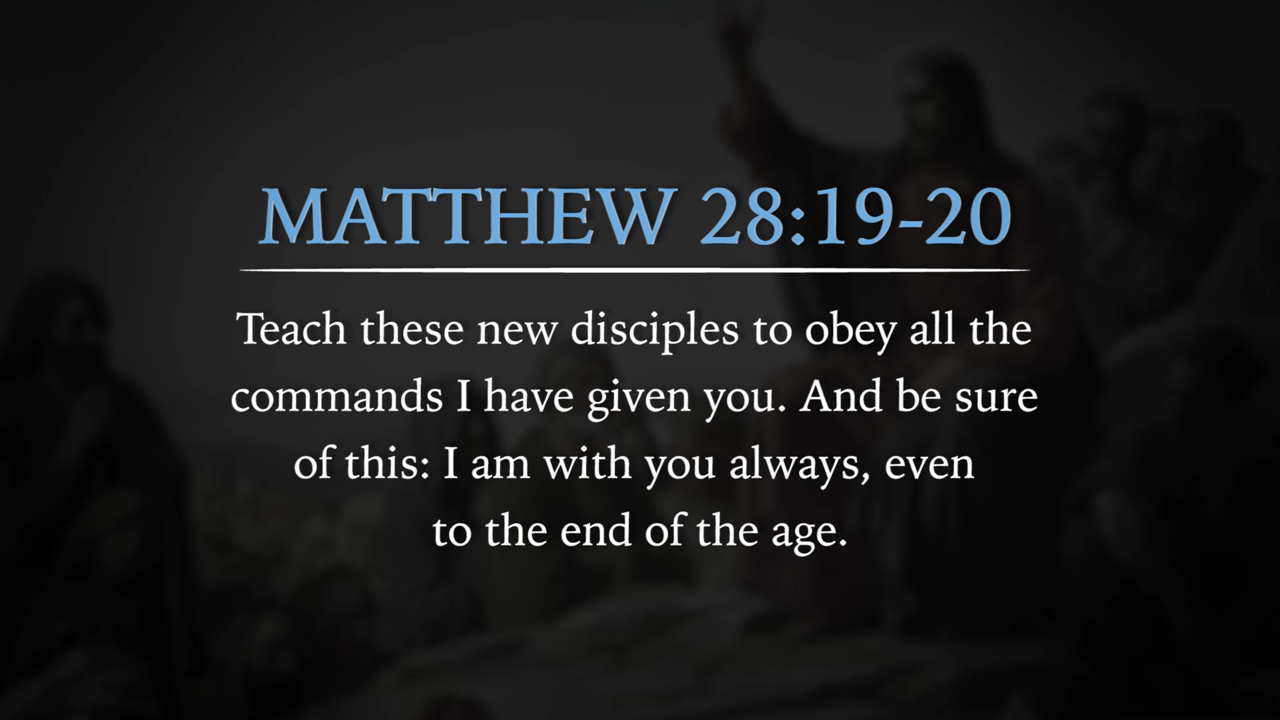 MATTHEW 28:19-20
Teach these new disciples to obey all the
commands I have given you. And be sure
of this: I am with you always, even
to the end of the age.